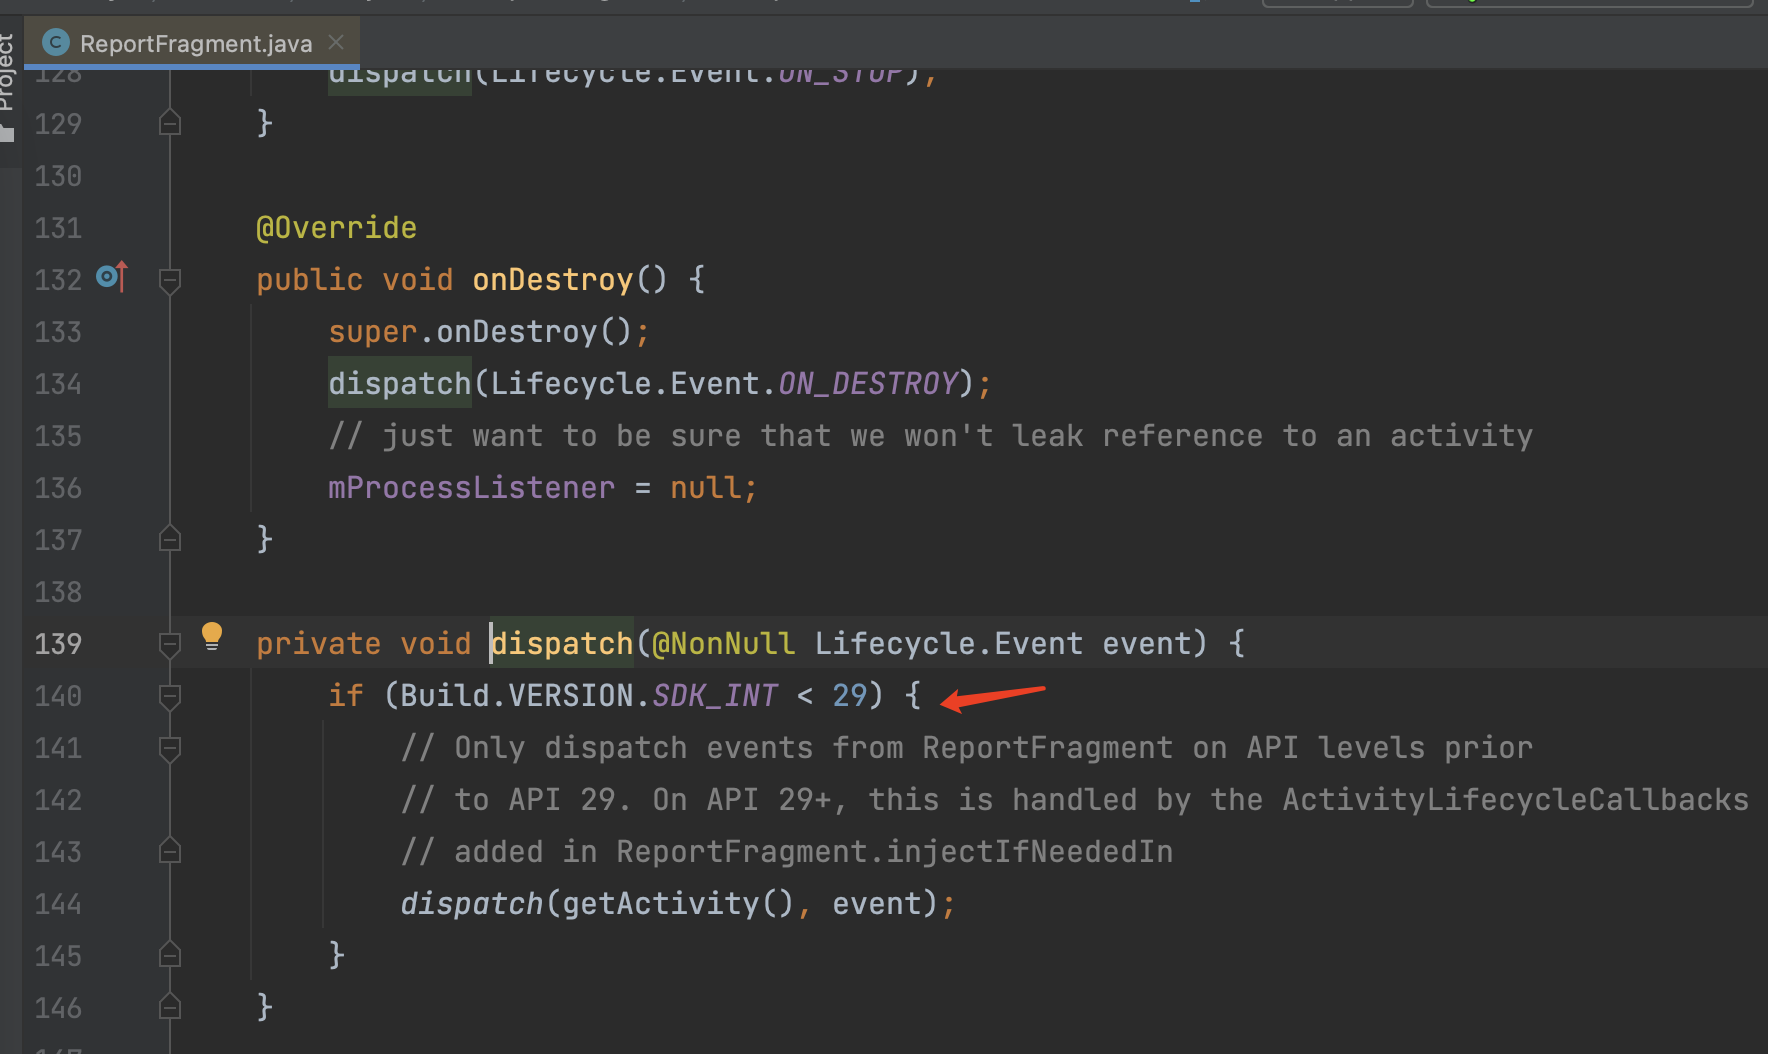 Project
ReportFragment.java
128 dispatch(Lifecycle.Event.ON_STOP);
129 }
130
131 @Override
132 public void onDestroy() {
133 super.onDestroy();
134 dispatch(Lifecycle.Event.ON_DESTROY);
135 // just want to be sure that we won't leak reference to an activity
136 mProcessListener = null;
137 }
138
139 private void dispatch(@NonNull Lifecycle.Event event) {
140 if (Build.VERSION.SDK_INT < 29) {
141 // Only dispatch events from ReportFragment on API levels prior
142 // to API 29. On API 29+, this is handled by the ActivityLifecycleCallbacks
143 // added in ReportFragment.injectIfNeededIn
144 dispatch(getActivity(), event);
145 }
146 }